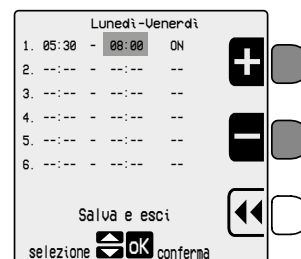 Lunedì-Venerdì
1. 05:30 - 08:00 ON
2. --:-- - --:-- --
3. --:-- - --:-- --
4. --:-- - --:-- --
5. --:-- - --:-- --
6. --:-- - --:-- --
Salva e esci
selezione OK conferma